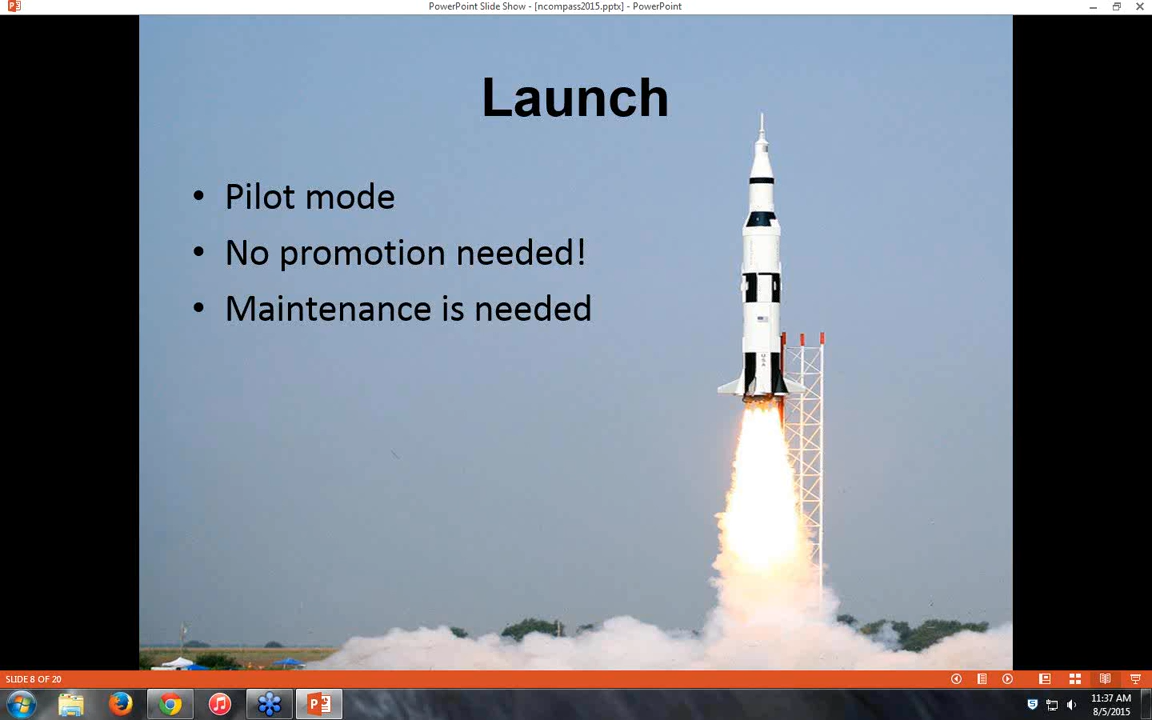 PowerPoint Slide Show - [ncompass2015.pptx] - PowerPoint
Launch
• Pilot mode
• No promotion needed!
• Maintenance is needed
USA
SLIDE 8 OF 20
11:37 AM
8/5/2015